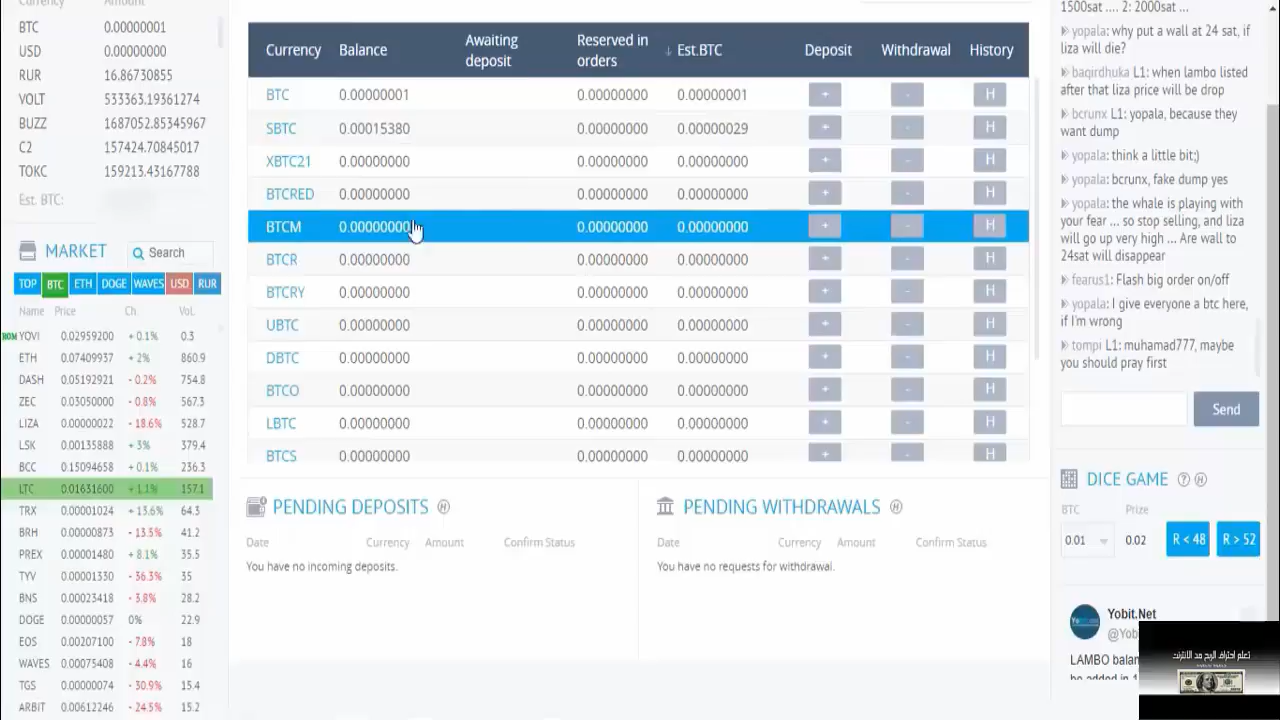 Currency Amount
BTC 0.00000001
USD 0.00000000
RUR 16.86730855
VOLT 533363.19361274
BUZZ 1687052.85345967
C2 157424.70845017
TOKC 159213.43167788
Est. BTC:
MARKET Search
TOP BTC ETH DOGE WAVES USD RUR
Name Price Ch. Vol.
YOVI 0.02959200 + 0.1% 0.3
ETH 0.07409937 + 2% 860.9
DASH 0.05192921 - 0.2% 754.8
ZEC 0.03050000 - 0.8% 567.3
LIZA 0.00000022 - 18.6% 528.7
LSK 0.00135888 + 3% 379.4
BCC 0.15094658 + 0.1% 236.3
LTC 0.01631600 + 1.1% 157.1
TRX 0.00001024 + 13.6% 64.3
BRH 0.00000873 - 13.5% 41.2
PREX 0.00001480 + 8.1% 35.5
TYV 0.00001330 - 36.3% 35
BNS 0.00023418 - 3.8% 28.2
DOGE 0.00000057 0% 22.9
EOS 0.00207100 - 7.8% 18
WAVES 0.00075408 - 4.4% 16
TGS 0.00000074 - 30.9% 15.4
ARBIT 0.00612246 - 24.5% 15.2
Currency Balance Awaiting deposit Reserved in orders ↓ Est.BTC Deposit Withdrawal History
BTC 0.00000001 0.00000000 0.00000001 + - H
SBTC 0.00015380 0.00000000 0.00000029 + - H
XBTC21 0.00000000 0.00000000 0.00000000 + - H
BTCRED 0.00000000 0.00000000 0.00000000 + - H
BTCM 0.00000000 0.00000000 0.00000000 + - H
BTCR 0.00000000 0.00000000 0.00000000 + - H
BTCRY 0.00000000 0.00000000 0.00000000 + - H
UBTC 0.00000000 0.00000000 0.00000000 + - H
DBTC 0.00000000 0.00000000 0.00000000 + - H
BTCO 0.00000000 0.00000000 0.00000000 + - H
LBTC 0.00000000 0.00000000 0.00000000 + - H
BTCS 0.00000000 0.00000000 0.00000000 + - H
PENDING DEPOSITS H
Date Currency Amount Confirm Status
You have no incoming deposits.
PENDING WITHDRAWALS H
Date Currency Amount Confirm Status
You have no requests for withdrawal.
1500sat ... 2: 2000sat ...
yopala: why put a wall at 24 sat, if
liza will die?
baqirdhuka L1: when lambo listed
after that liza price will be drop
bcrunx L1: yopala, because they
want dump
yopala: think a little bit;)
yopala: bcrunx, fake dump yes
yopala: the whale is playing with
your fear ... so stop selling, and liza
will go up very high ... Are wall to
24sat will disappear
fearus1: Flash big order on/off
yopala: I give everyone a btc here,
if I'm wrong
tompi L1: muhamad777, maybe
you should pray first
Send
DICE GAME ? H
BTC Prize
0.01 0.02 R < 48 R > 52
Yobit.Net
@Yob
LAMBO balan
be added in 1
تعلم احتراف الربح من الانترنت